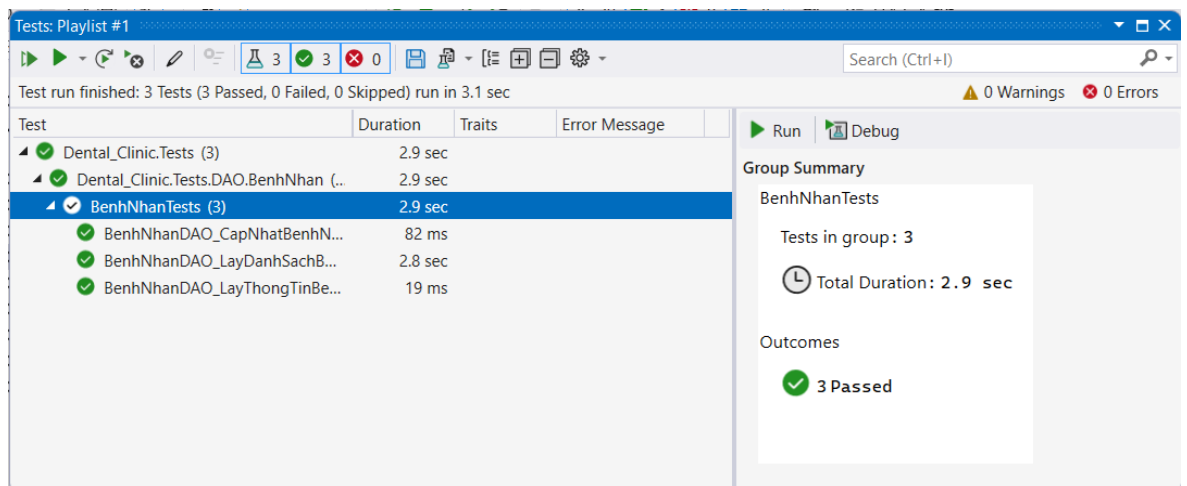 Tests: Playlist #1
3 3 0 Search (Ctrl+I)
Test run finished: 3 Tests (3 Passed, 0 Failed, 0 Skipped) run in 3.1 sec 0 Warnings 0 Errors
Test Duration Traits Error Message
Dental_Clinic.Tests (3) 2.9 sec
Dental_Clinic.Tests.DAO.BenhNhan (... 2.9 sec
BenhNhanTests (3) 2.9 sec
BenhNhanDAO_CapNhatBenhN... 82 ms
BenhNhanDAO_LayDanhSachB... 2.8 sec
BenhNhanDAO_LayThongTinBe... 19 ms
Run Debug
Group Summary
BenhNhanTests
Tests in group: 3
Total Duration: 2.9 sec
Outcomes
3 Passed